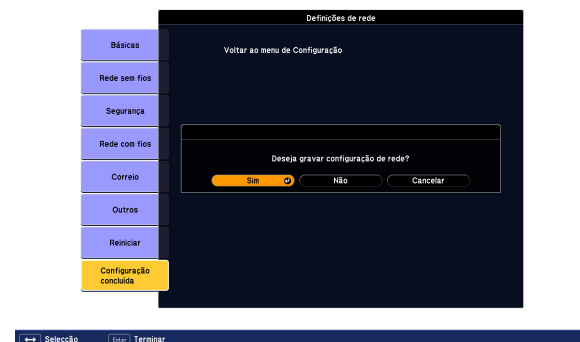 Definições de rede
Básicas
Voltar ao menu de Configuração
Rede sem fios
Segurança
Rede com fios
Deseja gravar configuração de rede?
Correio
Sim
Não
Cancelar
Outros
Reiniciar
Configuração
concluída
Selecção
Enter
Terminar